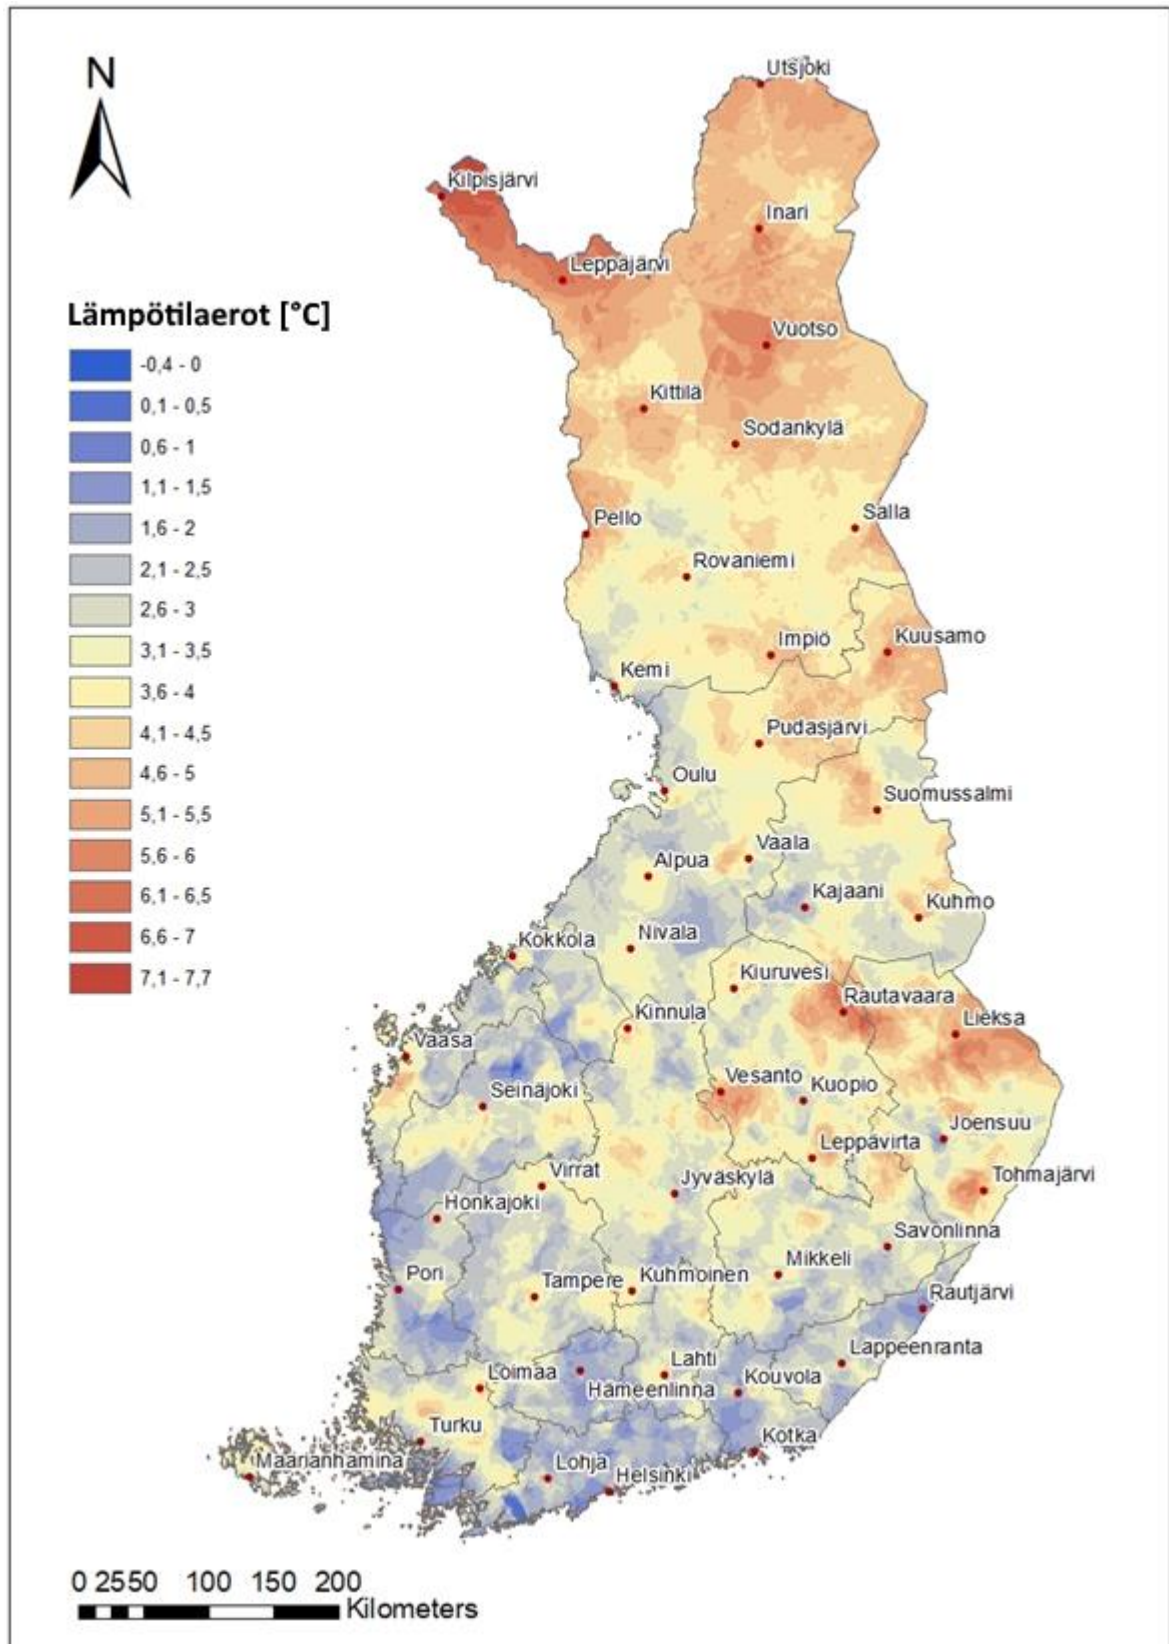 N
Utsjoki
Kilpisjärvi
Inari
Leppäjärvi
Lämpötilaerot [°C]
-0,4 - 0
0,1 - 0,5
0,6 - 1
1,1 - 1,5
1,6 - 2
2,1 - 2,5
2,6 - 3
3,1 - 3,5
3,6 - 4
4,1 - 4,5
4,6 - 5
5,1 - 5,5
5,6 - 6
6,1 - 6,5
6,6 - 7
7,1 - 7,7
Vuotso
Kittilä
Sodankylä
Salla
Pello
Rovaniemi
Impiö
Kuusamo
Kemi
Pudasjärvi
Oulu
Suomussalmi
Vaala
Alpua
Kajaani
Kuhmo
Nivala
Kokkola
Kiuruvesi
Rautavaara
Kinnula
Lieksa
Vaasa
Vesanto
Kuopio
Seinäjoki
Joensuu
Leppävirta
Virrat
Jyväskylä
Tohmajärvi
Honkajoki
Savonlinna
Mikkeli
Pori
Tampere
Kuhmoinen
Rautjärvi
Lappeenranta
Lahti
Loimaa
Hämeenlinna
Kouvola
Turku
Kotka
Maarianhamina
Lohja
Helsinki
0 25 50 100 150 200
Kilometers